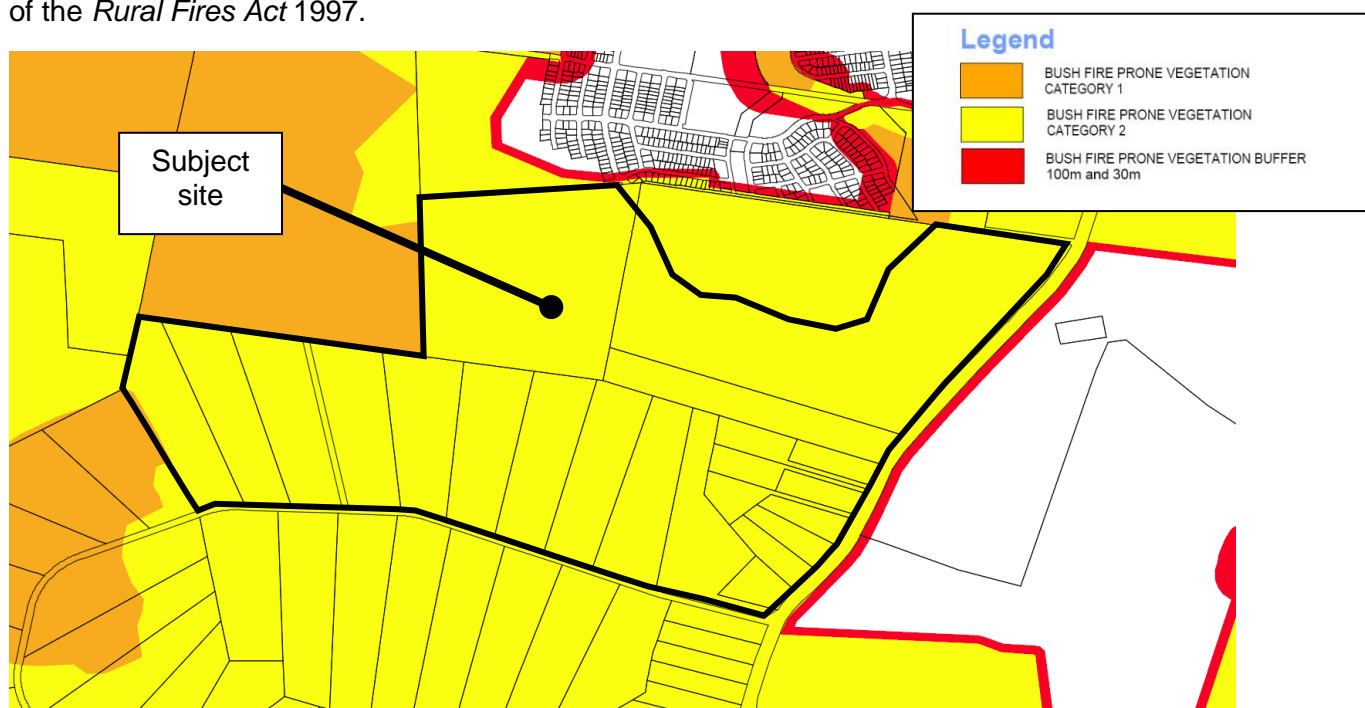 of the Rural Fires Act 1997.
Legend
BUSH FIRE PRONE VEGETATION
CATEGORY 1
BUSH FIRE PRONE VEGETATION
CATEGORY 2
BUSH FIRE PRONE VEGETATION BUFFER
100m and 30m
Subject
site